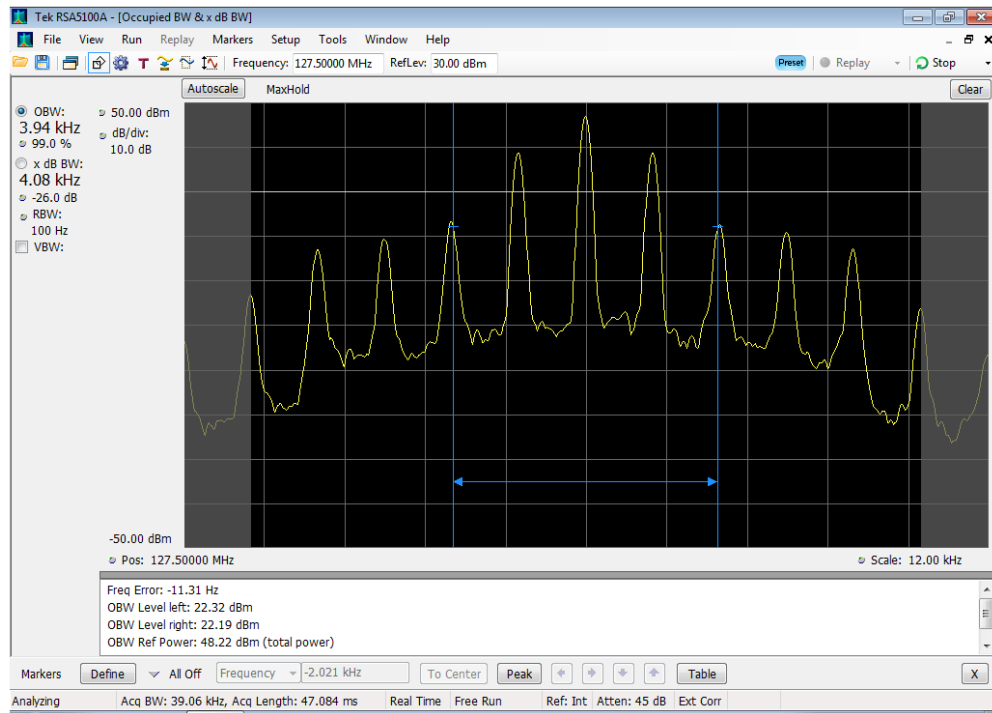 Tek RSA5100A - [Occupied BW & x dB BW]
File View Run Replay Markers Setup Tools Window Help
T Frequency: 127.50000 MHz RefLev: 30.00 dBm Preset Replay Stop
Autoscale MaxHold Clear
OBW:
3.94 kHz
99.0 %
x dB BW:
4.08 kHz
-26.0 dB
RBW:
100 Hz
VBW:
50.00 dBm
dB/div:
10.0 dB
-50.00 dBm
Pos: 127.50000 MHz Scale: 12.00 kHz
Freq Error: -11.31 Hz
OBW Level left: 22.32 dBm
OBW Level right: 22.19 dBm
OBW Ref Power: 48.22 dBm (total power)
Markers Define All Off Frequency -2.021 kHz To Center Peak Table X
Analyzing Acq BW: 39.06 kHz, Acq Length: 47.084 ms Real Time Free Run Ref: Int Atten: 45 dB Ext Corr